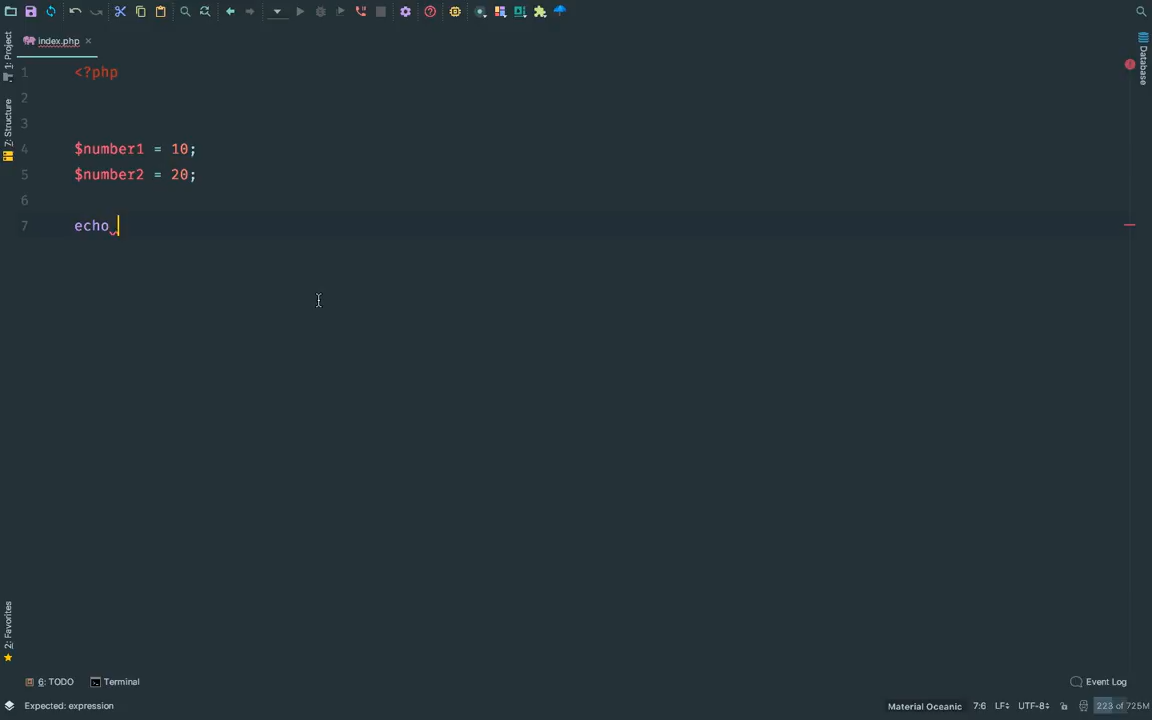 index.php
1: Project
7: Structure
Database
1 <?php
2
3
4 $number1 = 10;
5 $number2 = 20;
6
7 echo
2: Favorites
6: TODO
Terminal
Event Log
Expected: expression
Material Oceanic 7:6 LF UTF-8 223 of 725M